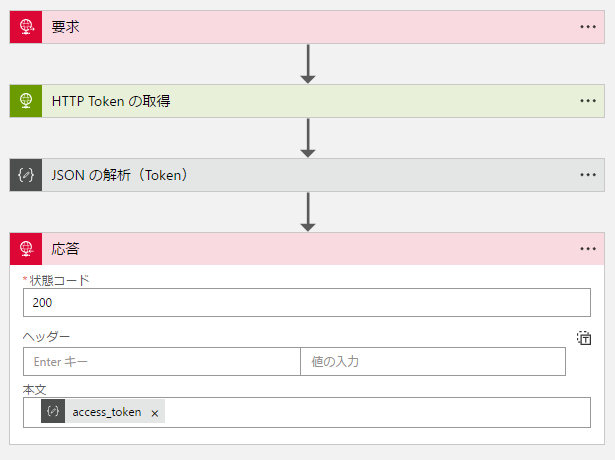 要求
HTTP Token の取得
JSON の解析（Token）
応答
*状態コード
200
ヘッダー
Enter キー 値の入力
本文
access_token ×